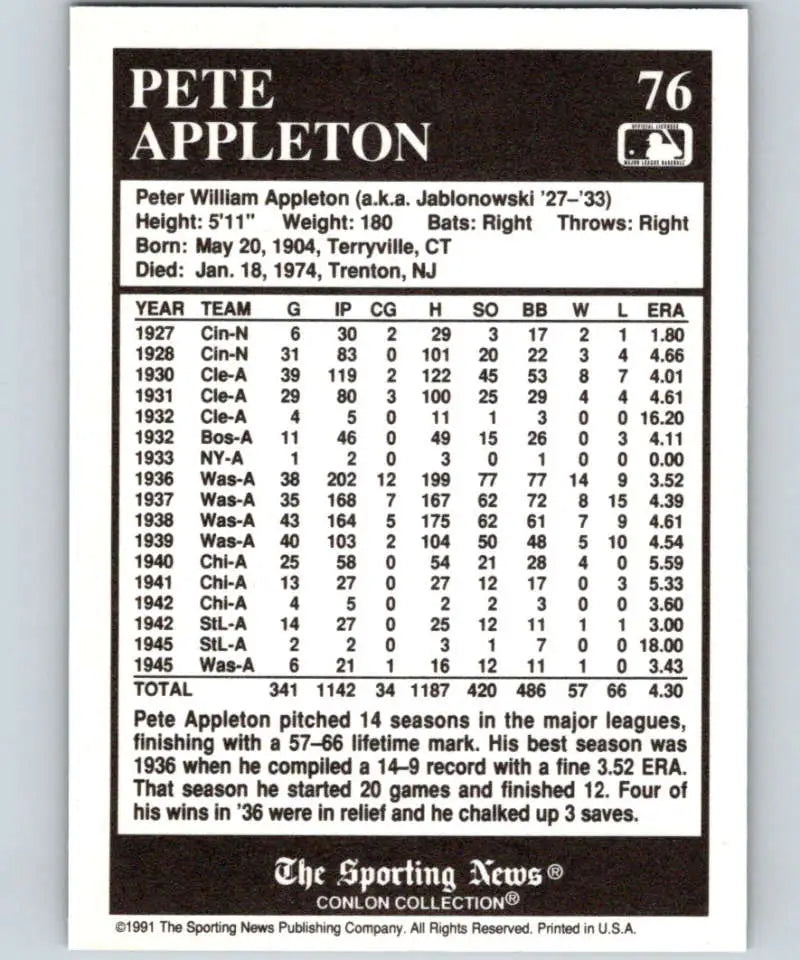 PETE
APPLETON
76
OFFICIAL LICENSEE
MAJOR LEAGUE BASEBALL
Peter William Appleton (a.k.a. Jablonowski '27–'33)
Height: 5'11" Weight: 180 Bats: Right Throws: Right
Born: May 20, 1904, Terryville, CT
Died: Jan. 18, 1974, Trenton, NJ
YEAR TEAM G IP CG H SO BB W L ERA
1927 Cin-N 6 30 2 29 3 17 2 1 1.80
1928 Cin-N 31 83 0 101 20 22 3 4 4.66
1930 Cle-A 39 119 2 122 45 53 8 7 4.01
1931 Cle-A 29 80 3 100 25 29 4 4 4.61
1932 Cle-A 4 5 0 11 1 3 0 0 16.20
1932 Bos-A 11 46 0 49 15 26 0 3 4.11
1933 NY-A 1 2 0 3 0 1 0 0 0.00
1936 Was-A 38 202 12 199 77 77 14 9 3.52
1937 Was-A 35 168 7 167 62 72 8 15 4.39
1938 Was-A 43 164 5 175 62 61 7 9 4.61
1939 Was-A 40 103 2 104 50 48 5 10 4.54
1940 Chi-A 25 58 0 54 21 28 4 0 5.59
1941 Chi-A 13 27 0 27 12 17 0 3 5.33
1942 Chi-A 4 5 0 2 2 3 0 0 3.60
1942 StL-A 14 27 0 25 12 11 1 1 3.00
1945 StL-A 2 2 0 3 1 7 0 0 18.00
1945 Was-A 6 21 1 16 12 11 1 0 3.43
TOTAL 341 1142 34 1187 420 486 57 66 4.30
Pete Appleton pitched 14 seasons in the major leagues,
finishing with a 57–66 lifetime mark. His best season was
1936 when he compiled a 14–9 record with a fine 3.52 ERA.
That season he started 20 games and finished 12. Four of
his wins in '36 were in relief and he chalked up 3 saves.
The Sporting News®
CONLON COLLECTION®
©1991 The Sporting News Publishing Company. All Rights Reserved. Printed in U.S.A.